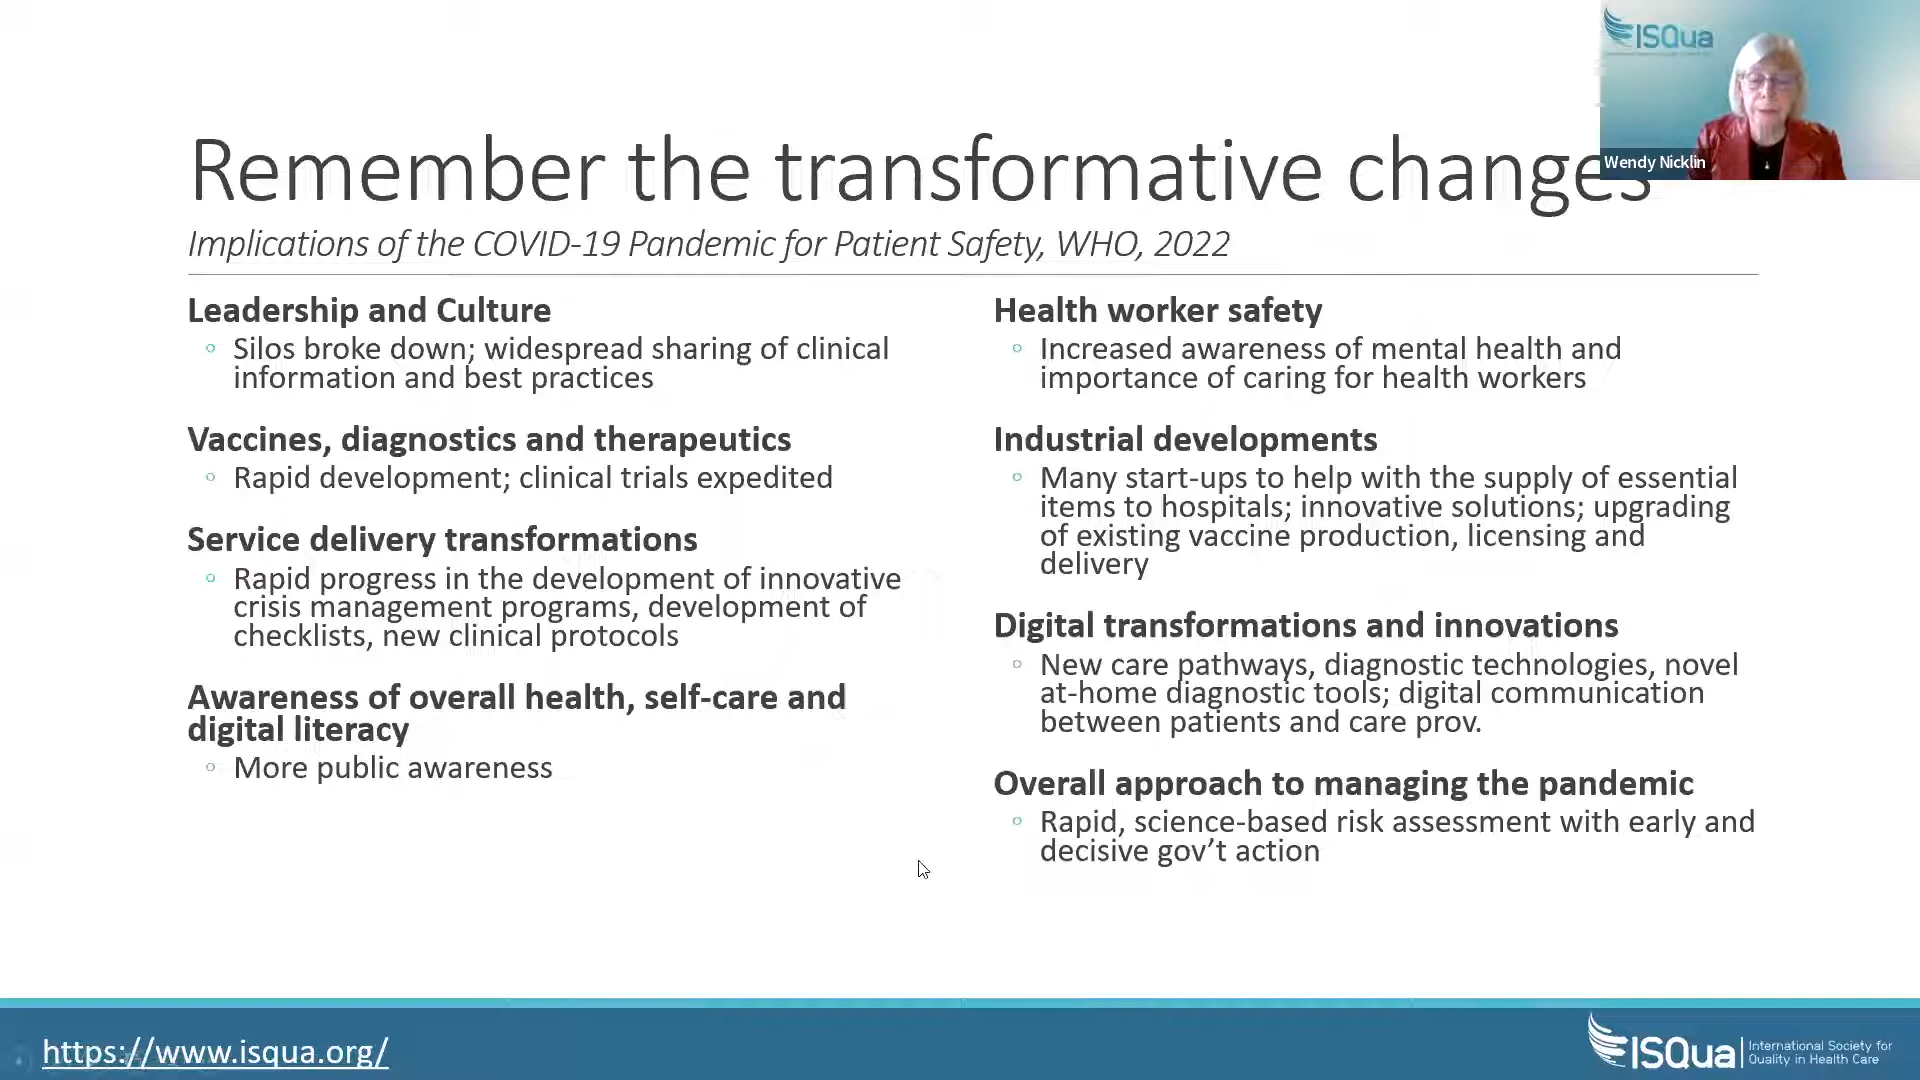 ISQua
Wendy Nicklin
Remember the transformative changes
Implications of the COVID-19 Pandemic for Patient Safety, WHO, 2022
Leadership and Culture
Silos broke down; widespread sharing of clinical
information and best practices
Vaccines, diagnostics and therapeutics
Rapid development; clinical trials expedited
Service delivery transformations
Rapid progress in the development of innovative
crisis management programs, development of
checklists, new clinical protocols
Awareness of overall health, self-care and
digital literacy
More public awareness
Health worker safety
Increased awareness of mental health and
importance of caring for health workers
Industrial developments
Many start-ups to help with the supply of essential
items to hospitals; innovative solutions; upgrading
of existing vaccine production, licensing and
delivery
Digital transformations and innovations
New care pathways, diagnostic technologies, novel
at-home diagnostic tools; digital communication
between patients and care prov.
Overall approach to managing the pandemic
Rapid, science-based risk assessment with early and
decisive gov’t action
https://www.isqua.org/
ISQua
International Society for
Quality in Health Care